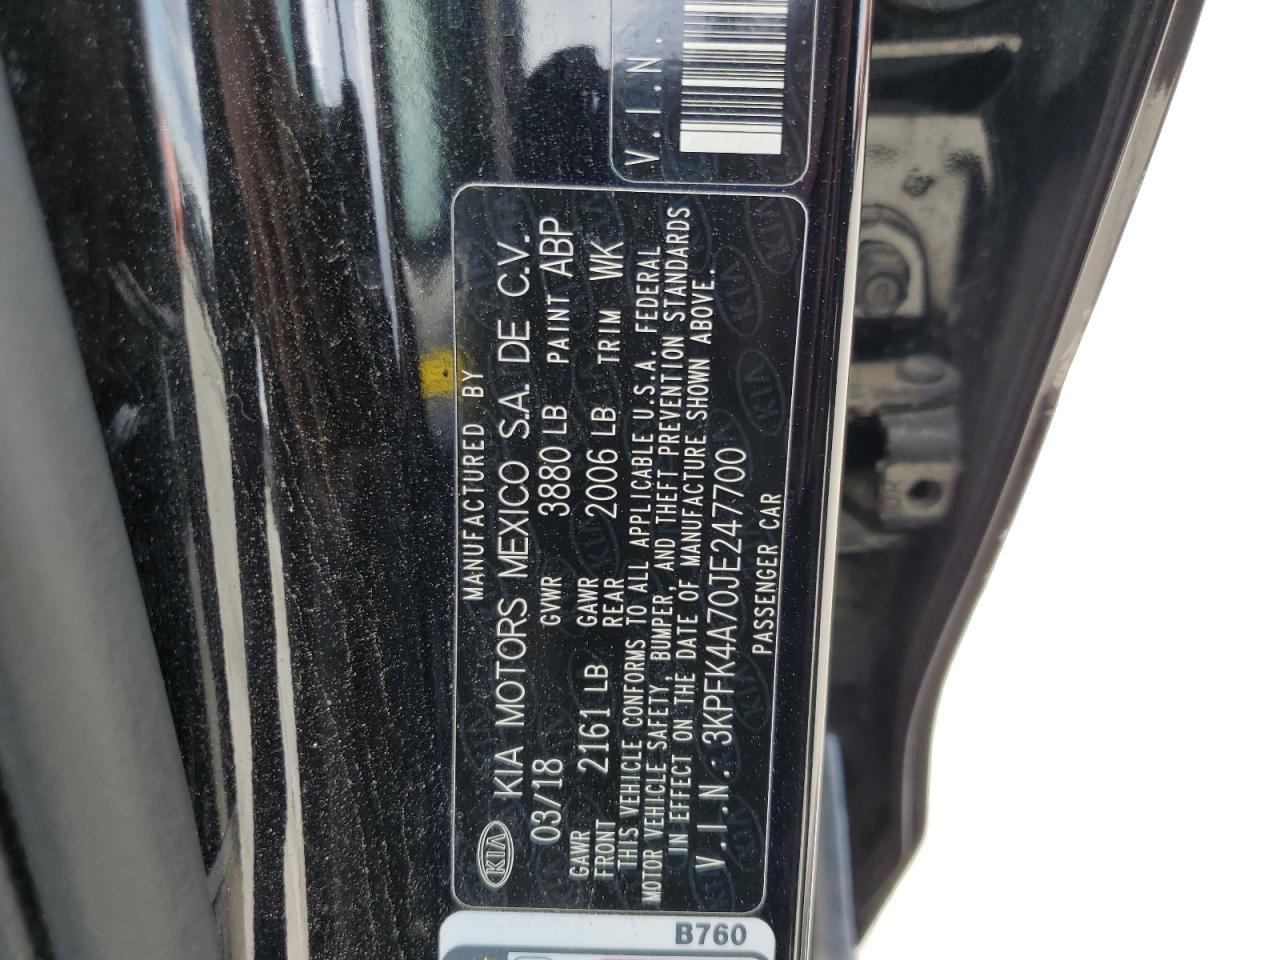 V.I.N.
MANUFACTURED BY
KIA KIA MOTORS MEXICO S.A. DE C.V.
03/18 GVWR 3880 LB PAINT ABP
GAWR FRONT 2161 LB GAWR REAR 2006 LB TRIM WK
THIS VEHICLE CONFORMS TO ALL APPLICABLE U.S.A. FEDERAL
MOTOR VEHICLE SAFETY, BUMPER, AND THEFT PREVENTION STANDARDS
IN EFFECT ON THE DATE OF MANUFACTURE SHOWN ABOVE.
V.I.N.: 3KPFK4A70JE247700
PASSENGER CAR
B760